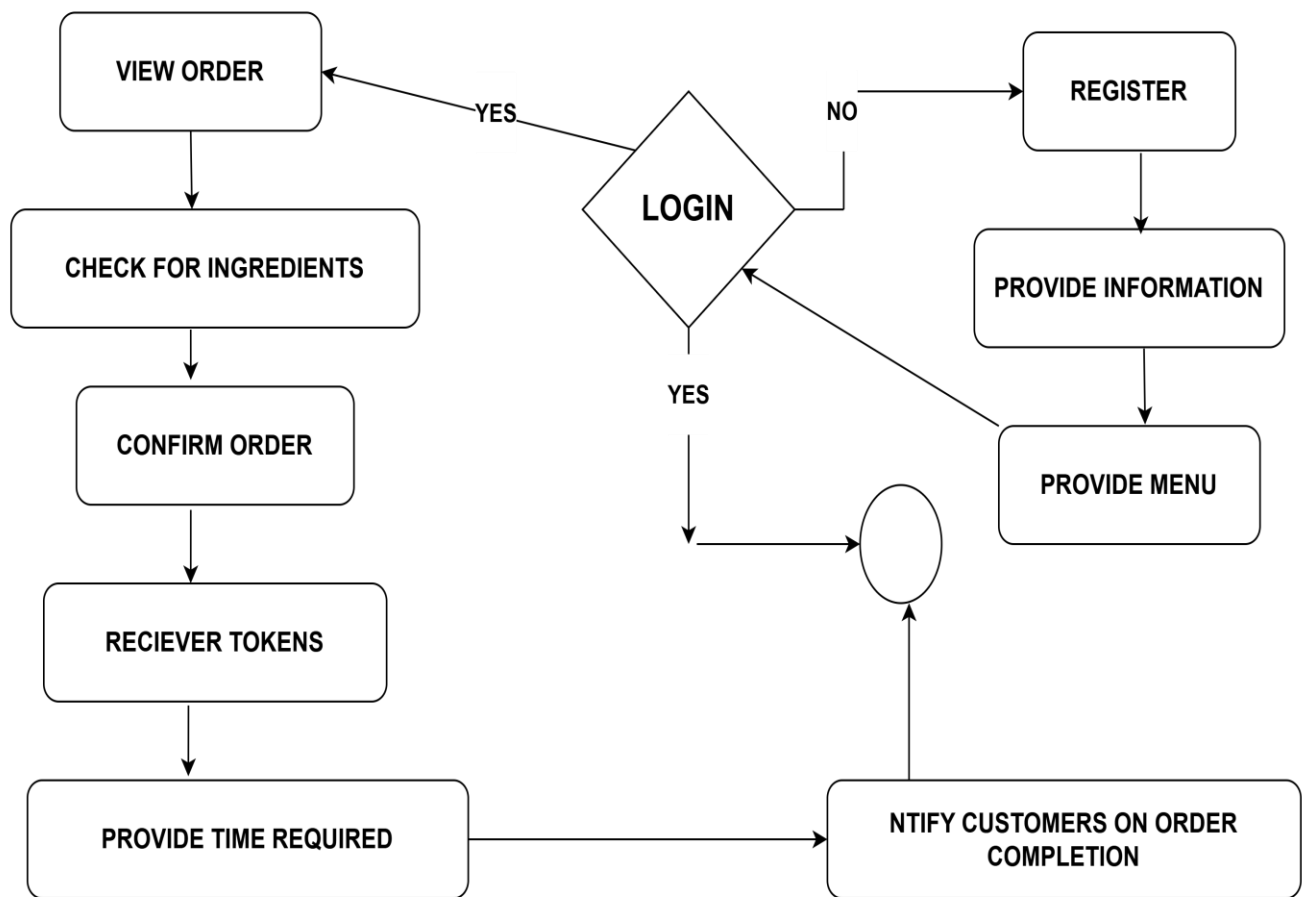 VIEW ORDER
YES
NO
REGISTER
LOGIN
CHECK FOR INGREDIENTS
PROVIDE INFORMATION
YES
CONFIRM ORDER
PROVIDE MENU
RECIEVER TOKENS
PROVIDE TIME REQUIRED
NTIFY CUSTOMERS ON ORDER
COMPLETION